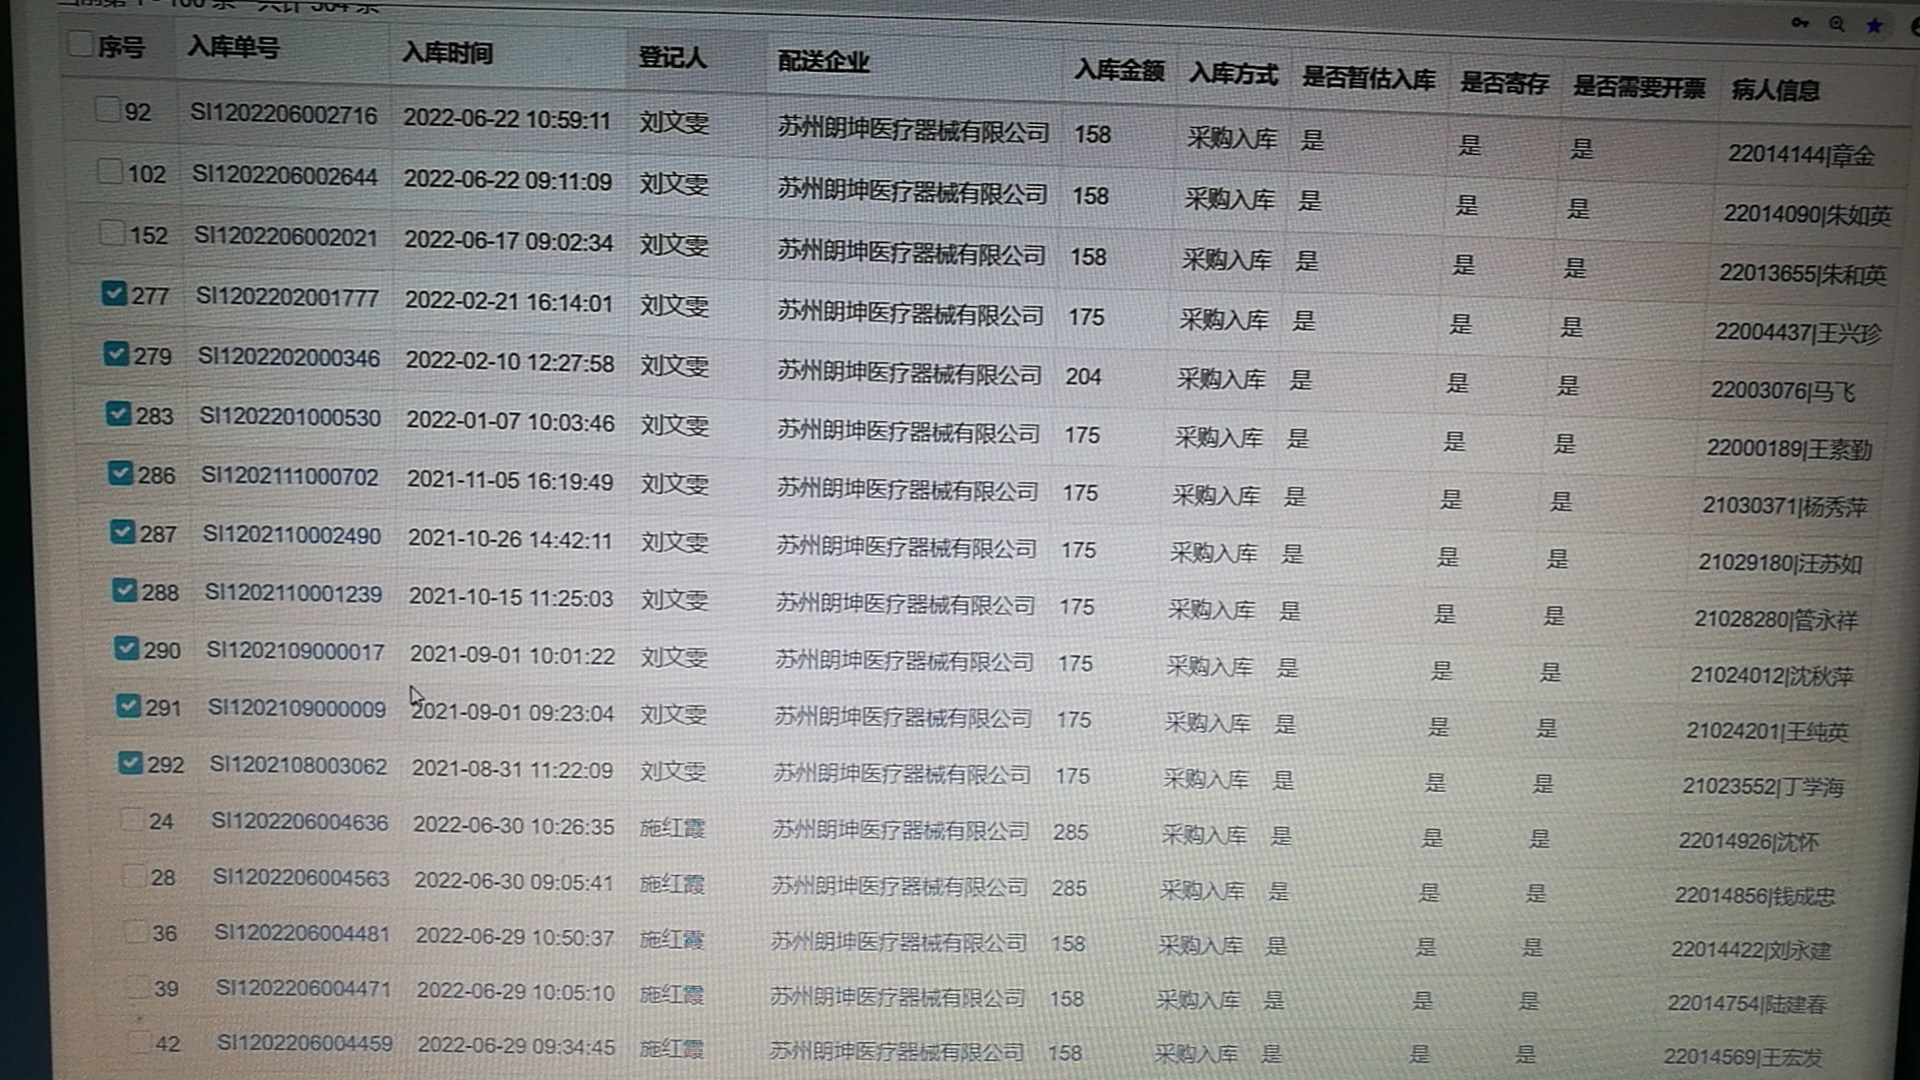 序号 入库单号 入库时间 登记人 配送企业 入库金额 入库方式 是否暂估入库 是否寄存 是否需要开票 病人信息
92 SI1202206002716 2022-06-22 10:59:11 刘文雯 苏州朗坤医疗器械有限公司 158 采购入库 是 是 是 22014144|章金
102 SI1202206002644 2022-06-22 09:11:09 刘文雯 苏州朗坤医疗器械有限公司 158 采购入库 是 是 是 22014090|朱如英
152 SI1202206002021 2022-06-17 09:02:34 刘文雯 苏州朗坤医疗器械有限公司 158 采购入库 是 是 是 22013655|朱和英
277 SI1202202001777 2022-02-21 16:14:01 刘文雯 苏州朗坤医疗器械有限公司 175 采购入库 是 是 是 22004437|王兴珍
279 SI1202202000346 2022-02-10 12:27:58 刘文雯 苏州朗坤医疗器械有限公司 204 采购入库 是 是 是 22003076|马飞
283 SI1202201000530 2022-01-07 10:03:46 刘文雯 苏州朗坤医疗器械有限公司 175 采购入库 是 是 是 22000189|王素勤
286 SI1202111000702 2021-11-05 16:19:49 刘文雯 苏州朗坤医疗器械有限公司 175 采购入库 是 是 是 21030371|杨秀萍
287 SI1202110002490 2021-10-26 14:42:11 刘文雯 苏州朗坤医疗器械有限公司 175 采购入库 是 是 是 21029180|汪苏如
288 SI1202110001239 2021-10-15 11:25:03 刘文雯 苏州朗坤医疗器械有限公司 175 采购入库 是 是 是 21028280|管永祥
290 SI1202109000017 2021-09-01 10:01:22 刘文雯 苏州朗坤医疗器械有限公司 175 采购入库 是 是 是 21024012|沈秋萍
291 SI1202109000009 2021-09-01 09:23:04 刘文雯 苏州朗坤医疗器械有限公司 175 采购入库 是 是 是 21024201|王纯英
292 SI1202108003062 2021-08-31 11:22:09 刘文雯 苏州朗坤医疗器械有限公司 175 采购入库 是 是 是 21023552|丁学海
24 SI1202206004636 2022-06-30 10:26:35 施红霞 苏州朗坤医疗器械有限公司 285 采购入库 是 是 是 22014926|沈怀
28 SI1202206004563 2022-06-30 09:05:41 施红霞 苏州朗坤医疗器械有限公司 285 采购入库 是 是 是 22014856|钱成忠
36 SI1202206004481 2022-06-29 10:50:37 施红霞 苏州朗坤医疗器械有限公司 158 采购入库 是 是 是 22014422|刘永建
39 SI1202206004471 2022-06-29 10:05:10 施红霞 苏州朗坤医疗器械有限公司 158 采购入库 是 是 是 22014754|陆建春
42 SI1202206004459 2022-06-29 09:34:45 施红霞 苏州朗坤医疗器械有限公司 158 采购入库 是 是 是 22014569|王宏发